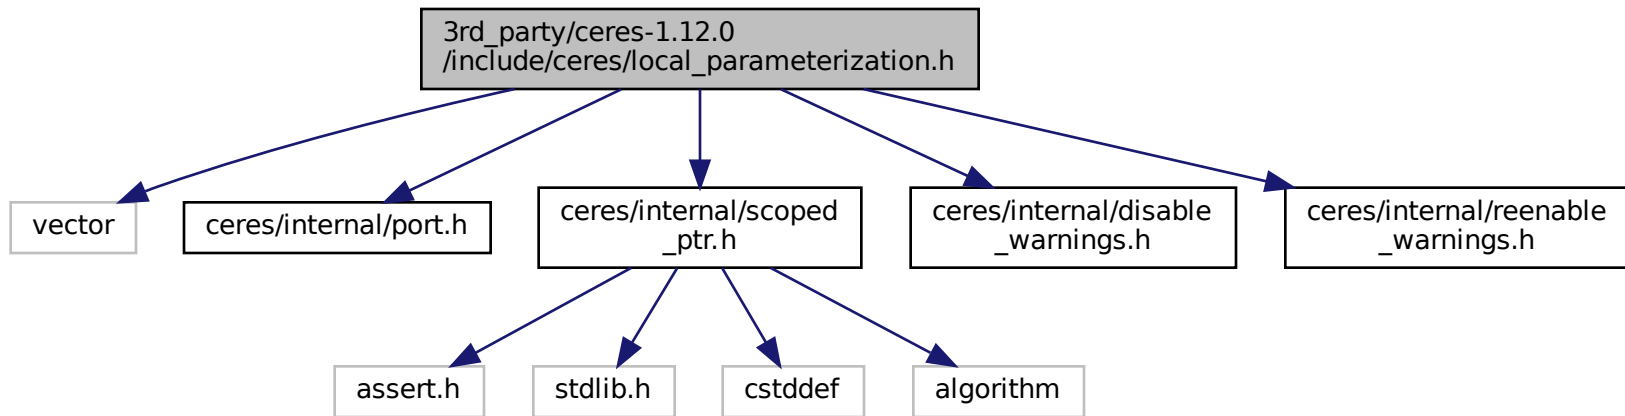 3rd_party/ceres-1.12.0
/include/ceres/local_parameterization.h
vector
ceres/internal/port.h
ceres/internal/scoped
_ptr.h
ceres/internal/disable
_warnings.h
ceres/internal/reenable
_warnings.h
assert.h
stdlib.h
cstddef
algorithm